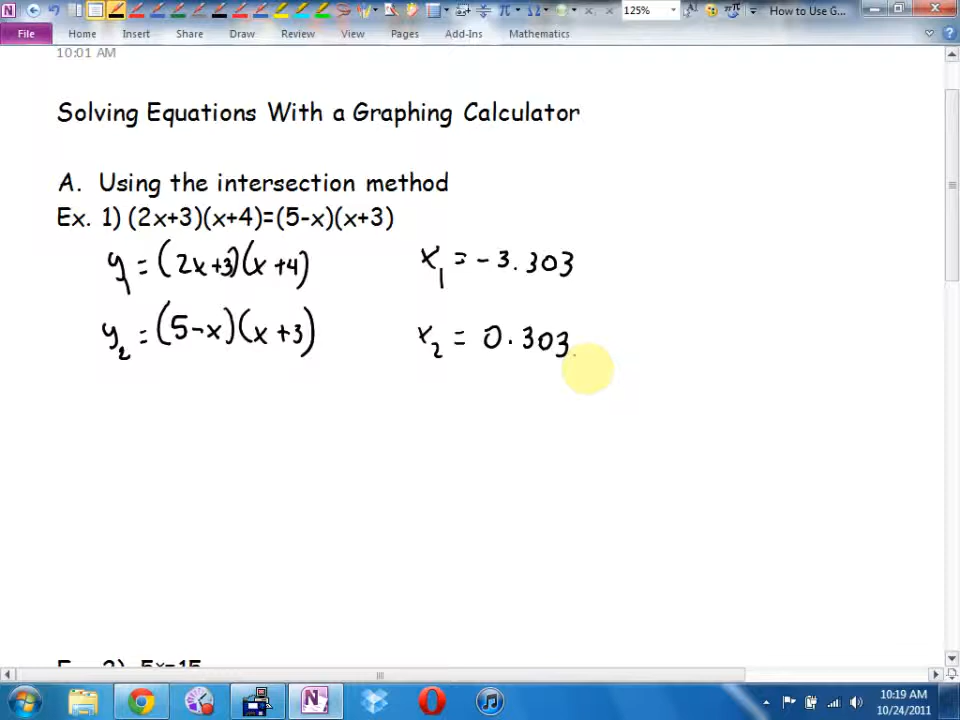 125%
How to Use G...
File Home Insert Share Draw Review View Pages Add-Ins Mathematics
10:01 AM
Solving Equations With a Graphing Calculator
A. Using the intersection method
Ex. 1) (2x+3)(x+4)=(5-x)(x+3)
y₁ = (2x+3)(x+4) x₁ = -3.303
y₂ = (5-x)(x+3) x₂ = 0.303
10:19 AM
10/24/2011